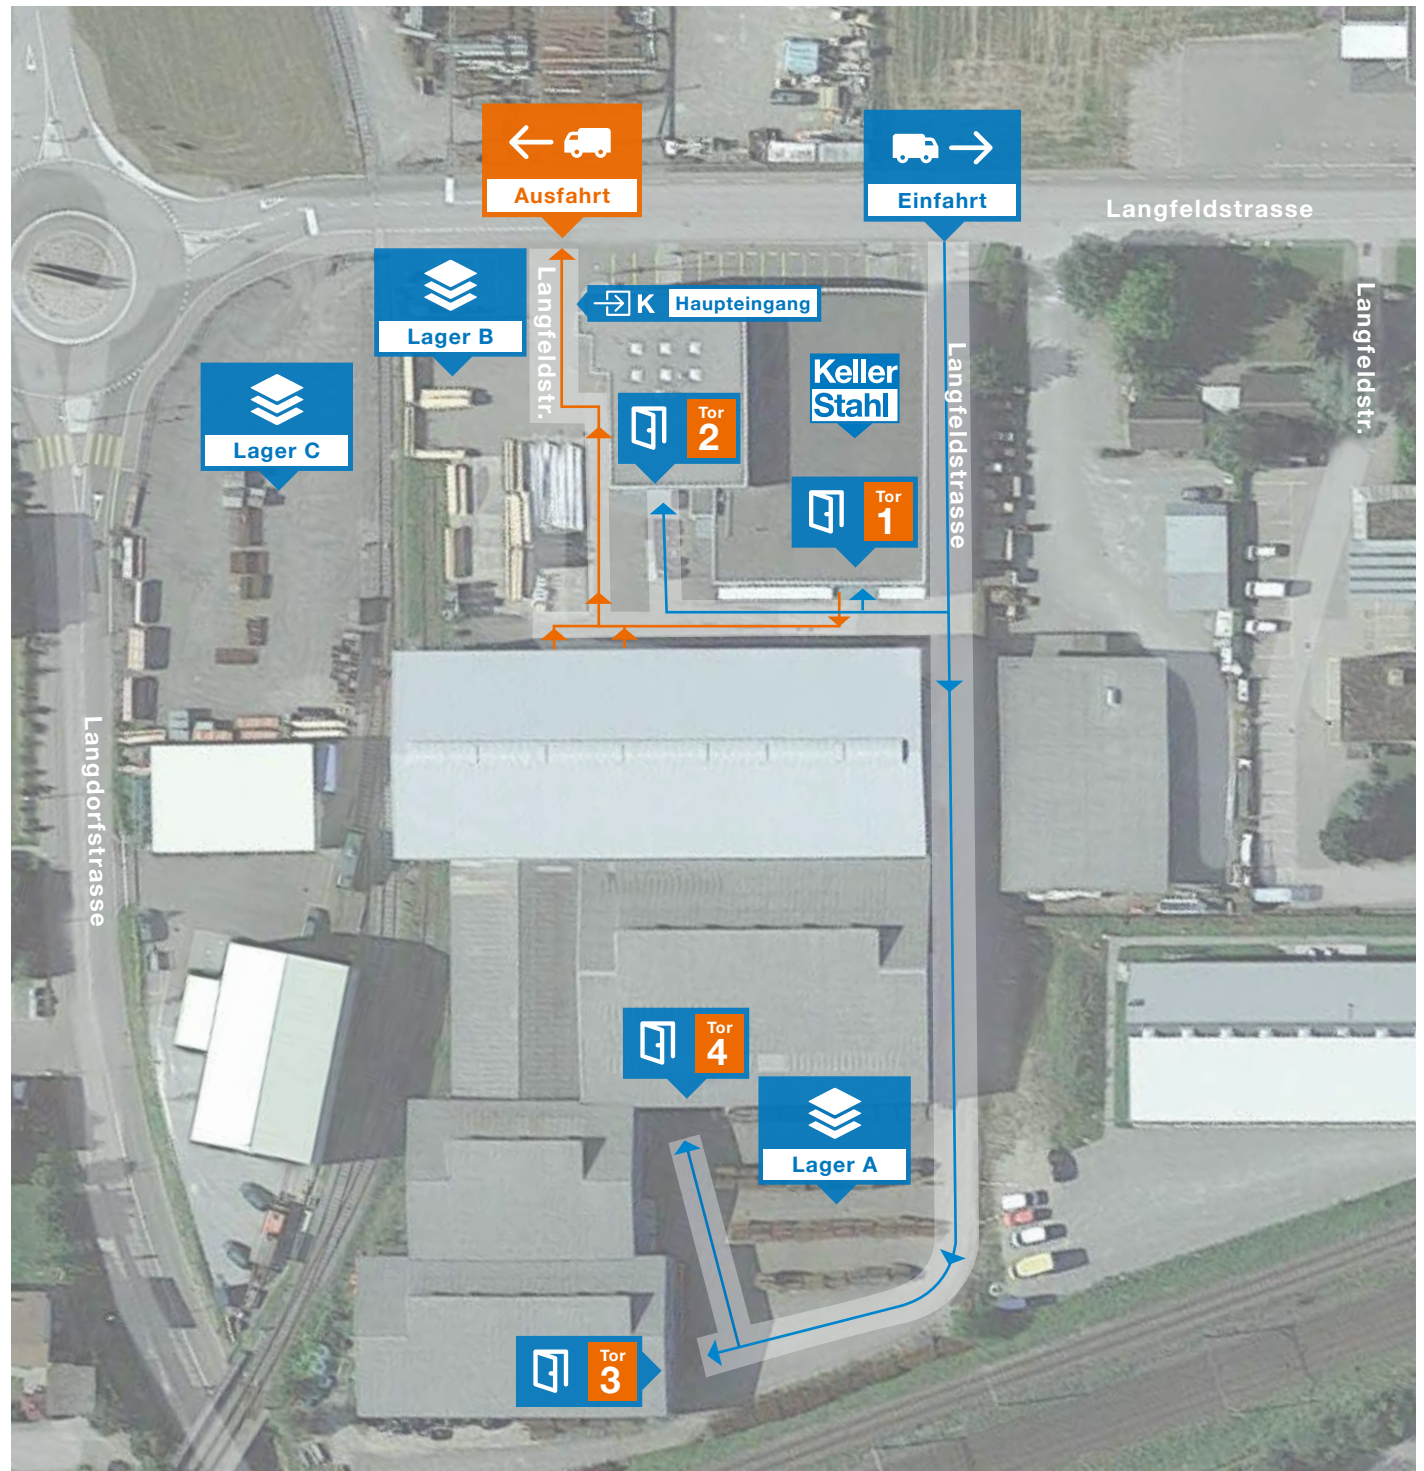 Ausfahrt
Einfahrt
Langfeldstrasse
Lager B
Langfeldstr.
K Haupteingang
Langfeldstr.
Keller
Stahl
Langfeldstrasse
Lager C
Tor
2
Tor
1
Langdorfstrasse
Tor
4
Lager A
Tor
3